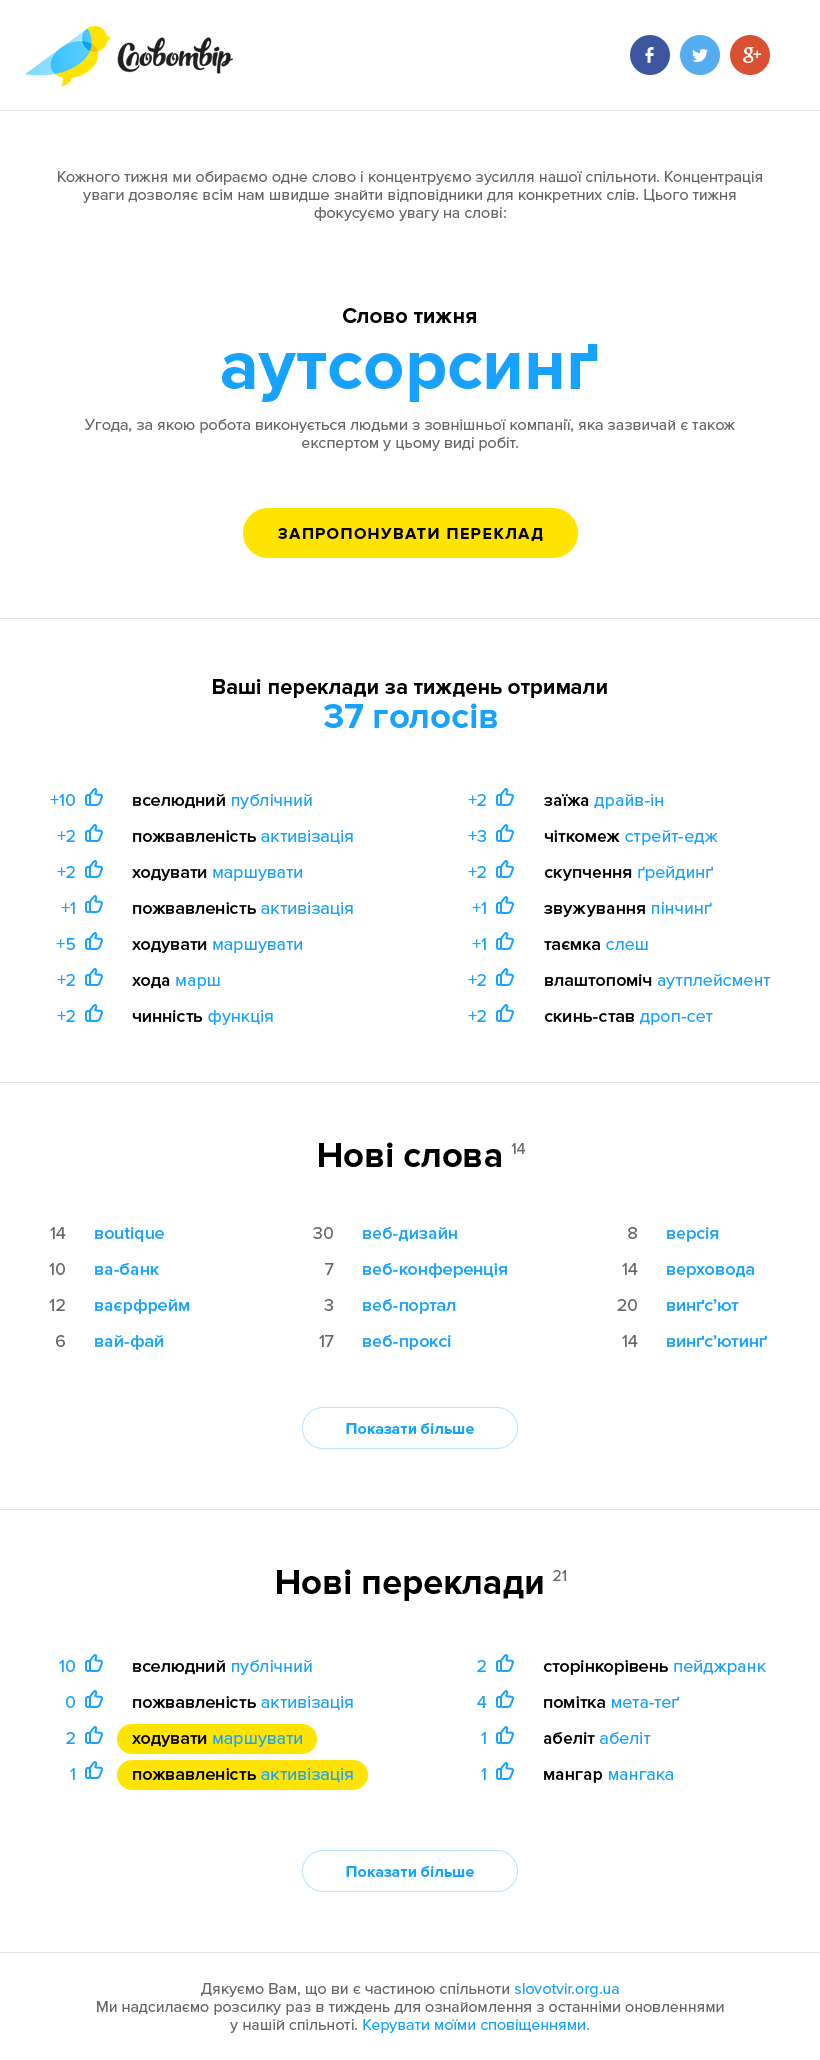 Словотвір
f
g+
Кожного тижня ми обираємо одне слово і концентруємо зусилля нашої спільноти. Концентрація
уваги дозволяє всім нам швидше знайти відповідники для конкретних слів. Цього тижня
фокусуємо увагу на слові:
Слово тижня
аутсорсинґ
Угода, за якою робота виконується людьми з зовнішньої компанії, яка зазвичай є також
експертом у цьому виді робіт.
ЗАПРОПОНУВАТИ ПЕРЕКЛАД
Ваші переклади за тиждень отримали
37 голосів
+10 вселюдний публічний
+2 пожвавленість активізація
+2 ходувати маршувати
+1 пожвавленість активізація
+5 ходувати маршувати
+2 хода марш
+2 чинність функція
+2 заїжа драйв-ін
+3 чіткомеж стрейт-едж
+2 скупчення ґрейдинґ
+1 звужування пінчинґ
+1 таємка слеш
+2 влаштопоміч аутплейсмент
+2 скинь-став дроп-сет
Нові слова 14
14 воutique
10 ва-банк
12 ваєрфрейм
6 вай-фай
30 веб-дизайн
7 веб-конференція
3 веб-портал
17 веб-проксі
8 версія
14 верховода
20 винґс’ют
14 винґс’ютинґ
Показати більше
Нові переклади 21
10 вселюдний публічний
0 пожвавленість активізація
2 ходувати маршувати
1 пожвавленість активізація
2 сторінкорівень пейджранк
4 помітка мета-теґ
1 абеліт абеліт
1 мангар мангака
Показати більше
Дякуємо Вам, що ви є частиною спільноти slovotvir.org.ua
Ми надсилаємо розсилку раз в тиждень для ознайомлення з останніми оновленнями
у нашій спільноті. Керувати моїми сповіщеннями.